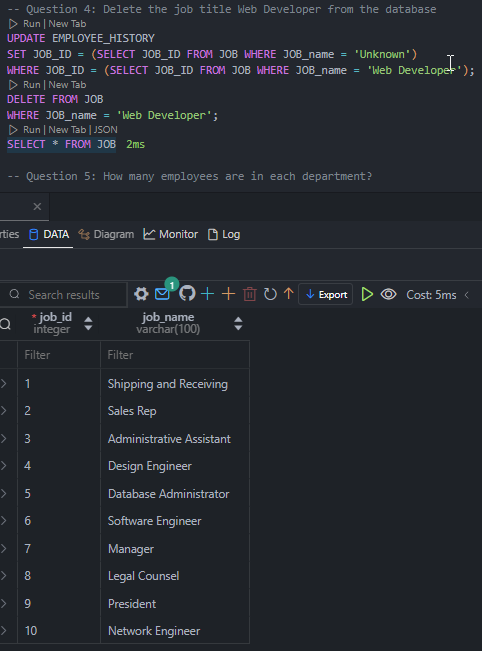 -- Question 4: Delete the job title Web Developer from the database
Run | New Tab
UPDATE EMPLOYEE_HISTORY
SET JOB_ID = (SELECT JOB_ID FROM JOB WHERE JOB_name = 'Unknown')
WHERE JOB_ID = (SELECT JOB_ID FROM JOB WHERE JOB_name = 'Web Developer');
Run | New Tab
DELETE FROM JOB
WHERE JOB_name = 'Web Developer';
Run | New Tab | JSON
SELECT * FROM JOB 2ms
-- Question 5: How many employees are in each department?
rties DATA Diagram Monitor Log
Search results 1 Export Cost: 5ms
* job_id job_name
integer varchar(100)
Filter Filter
1 Shipping and Receiving
2 Sales Rep
3 Administrative Assistant
4 Design Engineer
5 Database Administrator
6 Software Engineer
7 Manager
8 Legal Counsel
9 President
10 Network Engineer